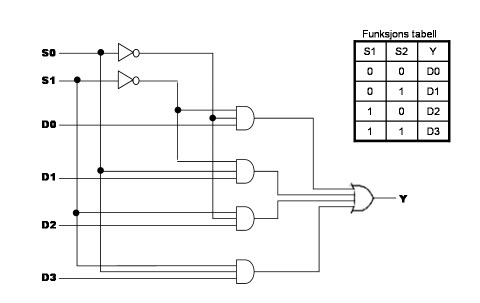 Funksjons tabell
S1 S2 Y
0 0 D0
0 1 D1
1 0 D2
1 1 D3
S0
S1
D0
D1
D2
D3
Y